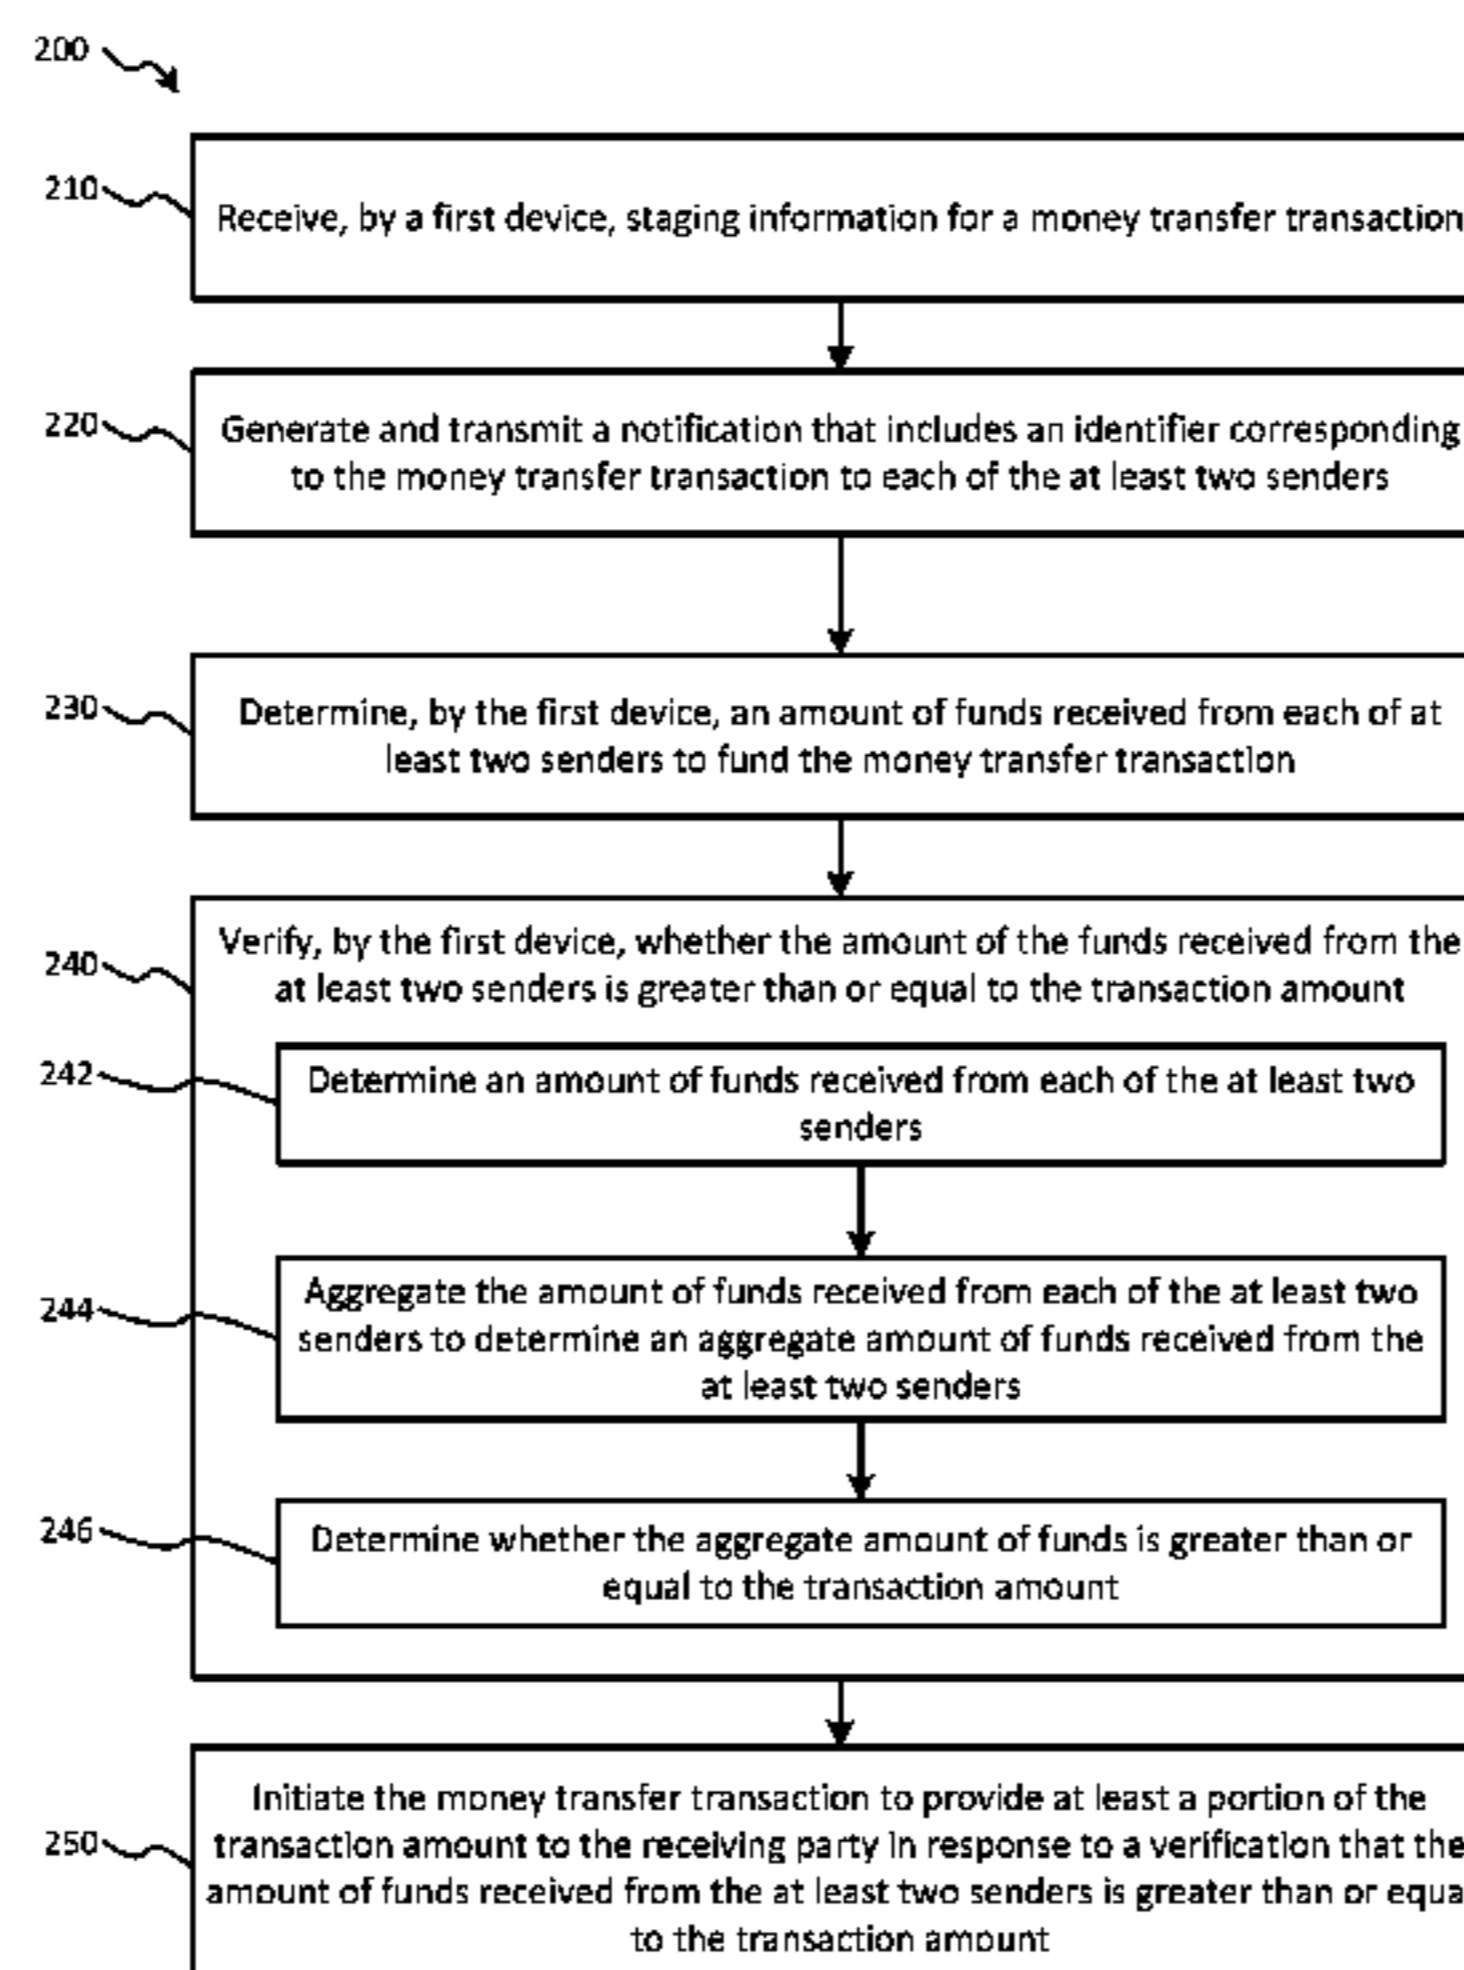 200
210
Receive, by a first device, staging information for a money transfer transaction
220
Generate and transmit a notification that includes an identifier corresponding
to the money transfer transaction to each of the at least two senders
230
Determine, by the first device, an amount of funds received from each of at
least two senders to fund the money transfer transaction
240
Verify, by the first device, whether the amount of the funds received from the
at least two senders is greater than or equal to the transaction amount
242
Determine an amount of funds received from each of the at least two
senders
244
Aggregate the amount of funds received from each of the at least two
senders to determine an aggregate amount of funds received from the
at least two senders
246
Determine whether the aggregate amount of funds is greater than or
equal to the transaction amount
250
Initiate the money transfer transaction to provide at least a portion of the
transaction amount to the receiving party in response to a verification that the
amount of funds received from the at least two senders is greater than or equa
to the transaction amount